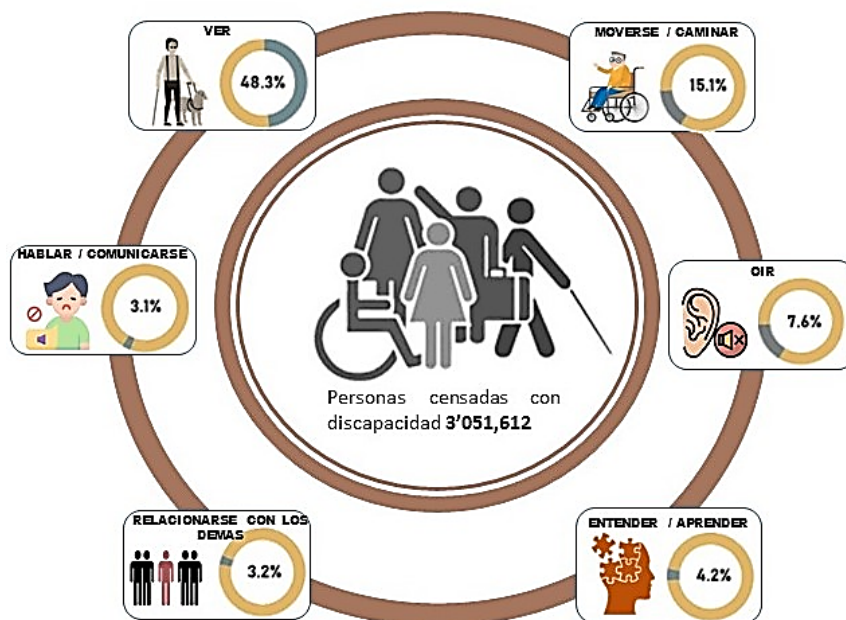 VER
48.3%
MOVERSE / CAMINAR
15.1%
HABLAR / COMUNICARSE
3.1%
OIR
7.6%
Personas censadas con
discapacidad 3’051,612
RELACIONARSE CON LOS
DEMAS
3.2%
ENTENDER / APRENDER
4.2%